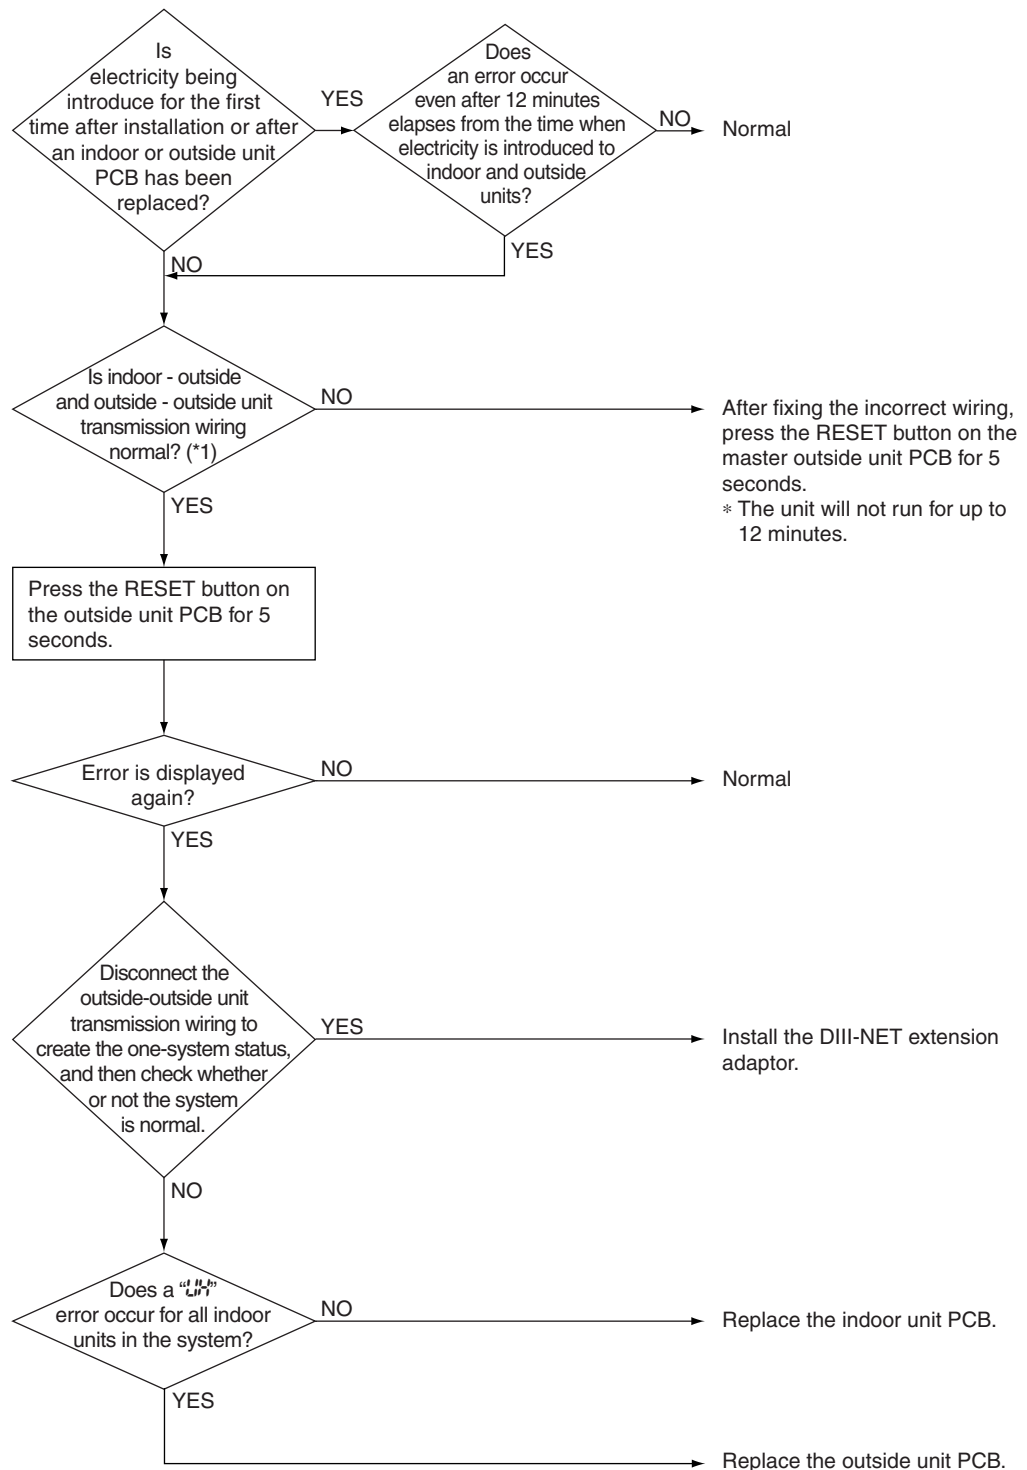 Is
electricity being
introduce for the first
time after installation or after
an indoor or outside unit
PCB has been
replaced?
YES
Does
an error occur
even after 12 minutes
elapses from the time when
electricity is introduced to
indoor and outside
units?
NO
Normal
YES
NO
Is indoor - outside
and outside - outside unit
transmission wiring
normal? (*1)
NO
After fixing the incorrect wiring,
press the RESET button on the
master outside unit PCB for 5
seconds.
* The unit will not run for up to
12 minutes.
YES
Press the RESET button on
the outside unit PCB for 5
seconds.
Error is displayed
again?
NO
Normal
YES
Disconnect the
outside-outside unit
transmission wiring to
create the one-system status,
and then check whether
or not the system
is normal.
YES
Install the DIII-NET extension
adaptor.
NO
Does a “UH”
error occur for all indoor
units in the system?
NO
Replace the indoor unit PCB.
YES
Replace the outside unit PCB.